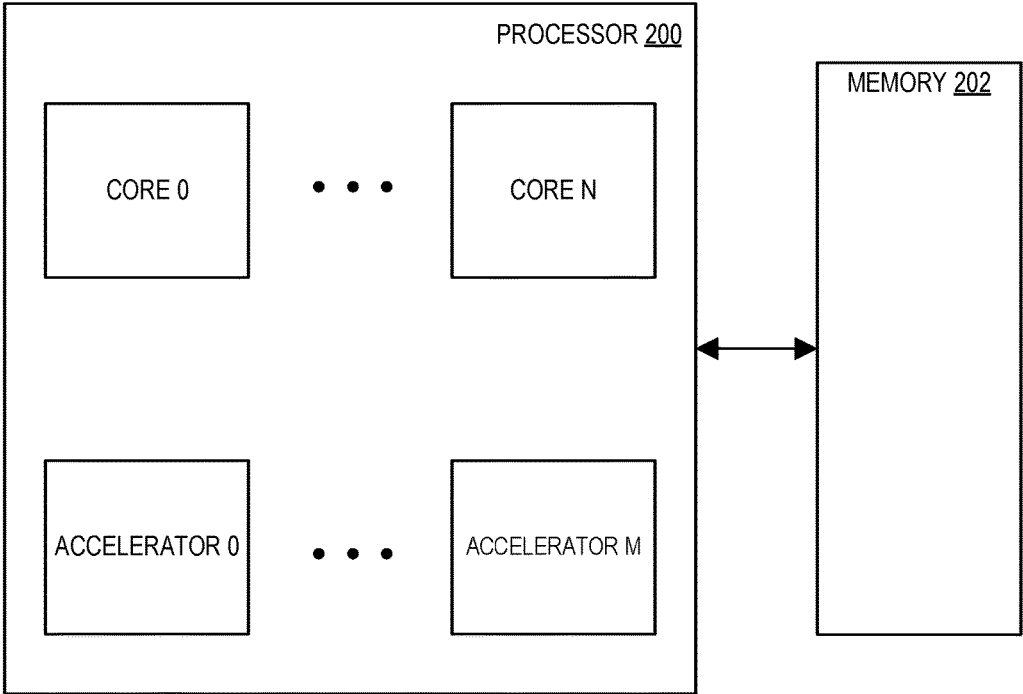 PROCESSOR 200
MEMORY 202
CORE 0
CORE N
ACCELERATOR 0
ACCELERATOR M